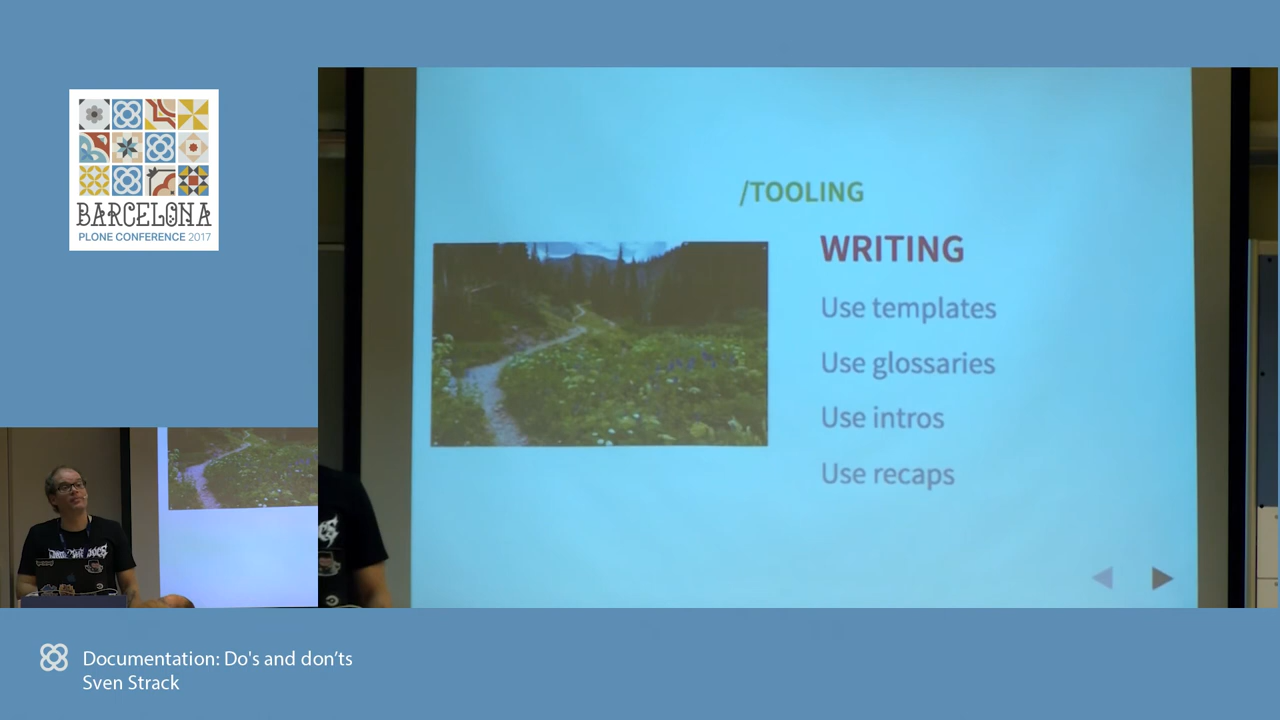 BARCELONA
PLONE CONFERENCE 2017
/TOOLING
WRITING
Use templates
Use glossaries
Use intros
Use recaps
Documentation: Do's and don’ts
Sven Strack